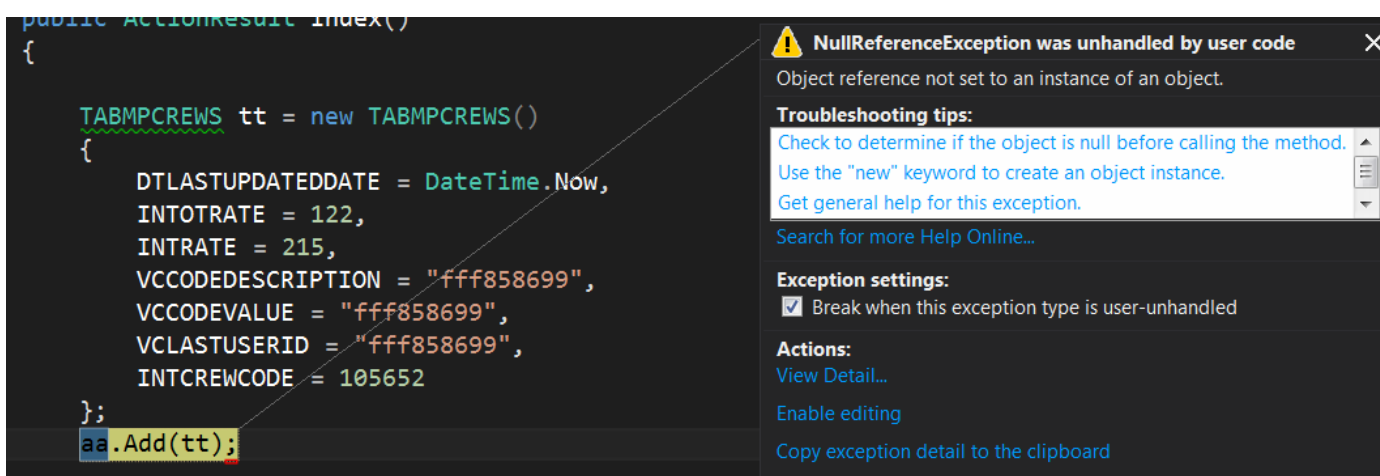 public ActionResult Index()
{
TABMPCREWS tt = new TABMPCREWS()
{
DTLASTUPDATEDDATE = DateTime.Now,
INTOTRATE = 122,
INTRATE = 215,
VCCODEDESCRIPTION = "fff858699",
VCCODEVALUE = "fff858699",
VCLASTUSERID = "fff858699",
INTCREWCODE = 105652
};
aa.Add(tt);
NullReferenceException was unhandled by user code
Object reference not set to an instance of an object.
Troubleshooting tips:
Check to determine if the object is null before calling the method.
Use the "new" keyword to create an object instance.
Get general help for this exception.
Search for more Help Online...
Exception settings:
Break when this exception type is user-unhandled
Actions:
View Detail...
Enable editing
Copy exception detail to the clipboard